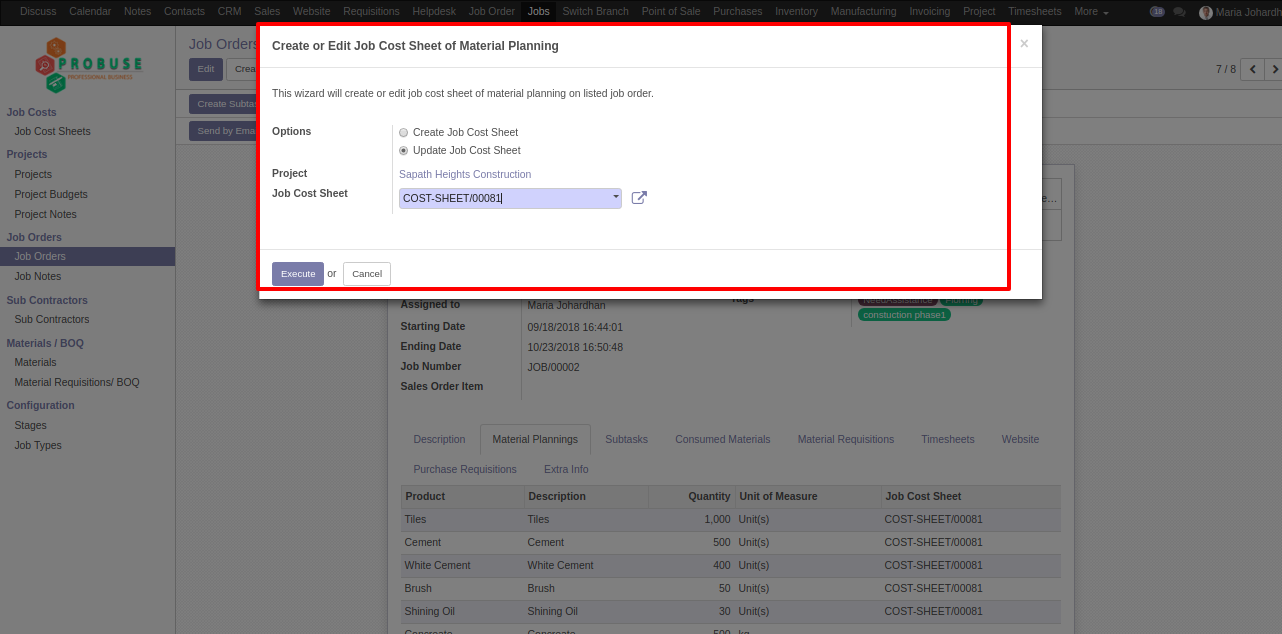 Discuss Calendar Notes Contacts CRM Sales Website Requisitions Helpdesk Job Order Jobs Switch Branch Point of Sale Purchases Inventory Manufacturing Invoicing Project Timesheets More 18 Maria Johardh
PROBUSE
PROFESSIONAL BUSINESS
Job Costs
Job Cost Sheets
Projects
Projects
Project Budgets
Project Notes
Job Orders
Job Orders
Job Notes
Sub Contractors
Sub Contractors
Materials / BOQ
Materials
Material Requisitions/ BOQ
Configuration
Stages
Job Types
Job Orders
Edit Crea
7 / 8
Create Subtas
Send by Emai
Create or Edit Job Cost Sheet of Material Planning ×
This wizard will create or edit job cost sheet of material planning on listed job order.
Options Create Job Cost Sheet
Update Job Cost Sheet
Project Sapath Heights Construction
Job Cost Sheet COST-SHEET/00081
Execute or Cancel
e...
Assigned to Maria Johardhan Tags NeedAssistance Florring
constuction phase1
Starting Date 09/18/2018 16:44:01
Ending Date 10/23/2018 16:50:48
Job Number JOB/00002
Sales Order Item
Description Material Plannings Subtasks Consumed Materials Material Requisitions Timesheets Website
Purchase Requisitions Extra Info
Product Description Quantity Unit of Measure Job Cost Sheet
Tiles Tiles 1,000 Unit(s) COST-SHEET/00081
Cement Cement 500 Unit(s) COST-SHEET/00081
White Cement White Cement 400 Unit(s) COST-SHEET/00081
Brush Brush 50 Unit(s) COST-SHEET/00081
Shining Oil Shining Oil 30 Unit(s) COST-SHEET/00081
Concreate Concreate 500 kg